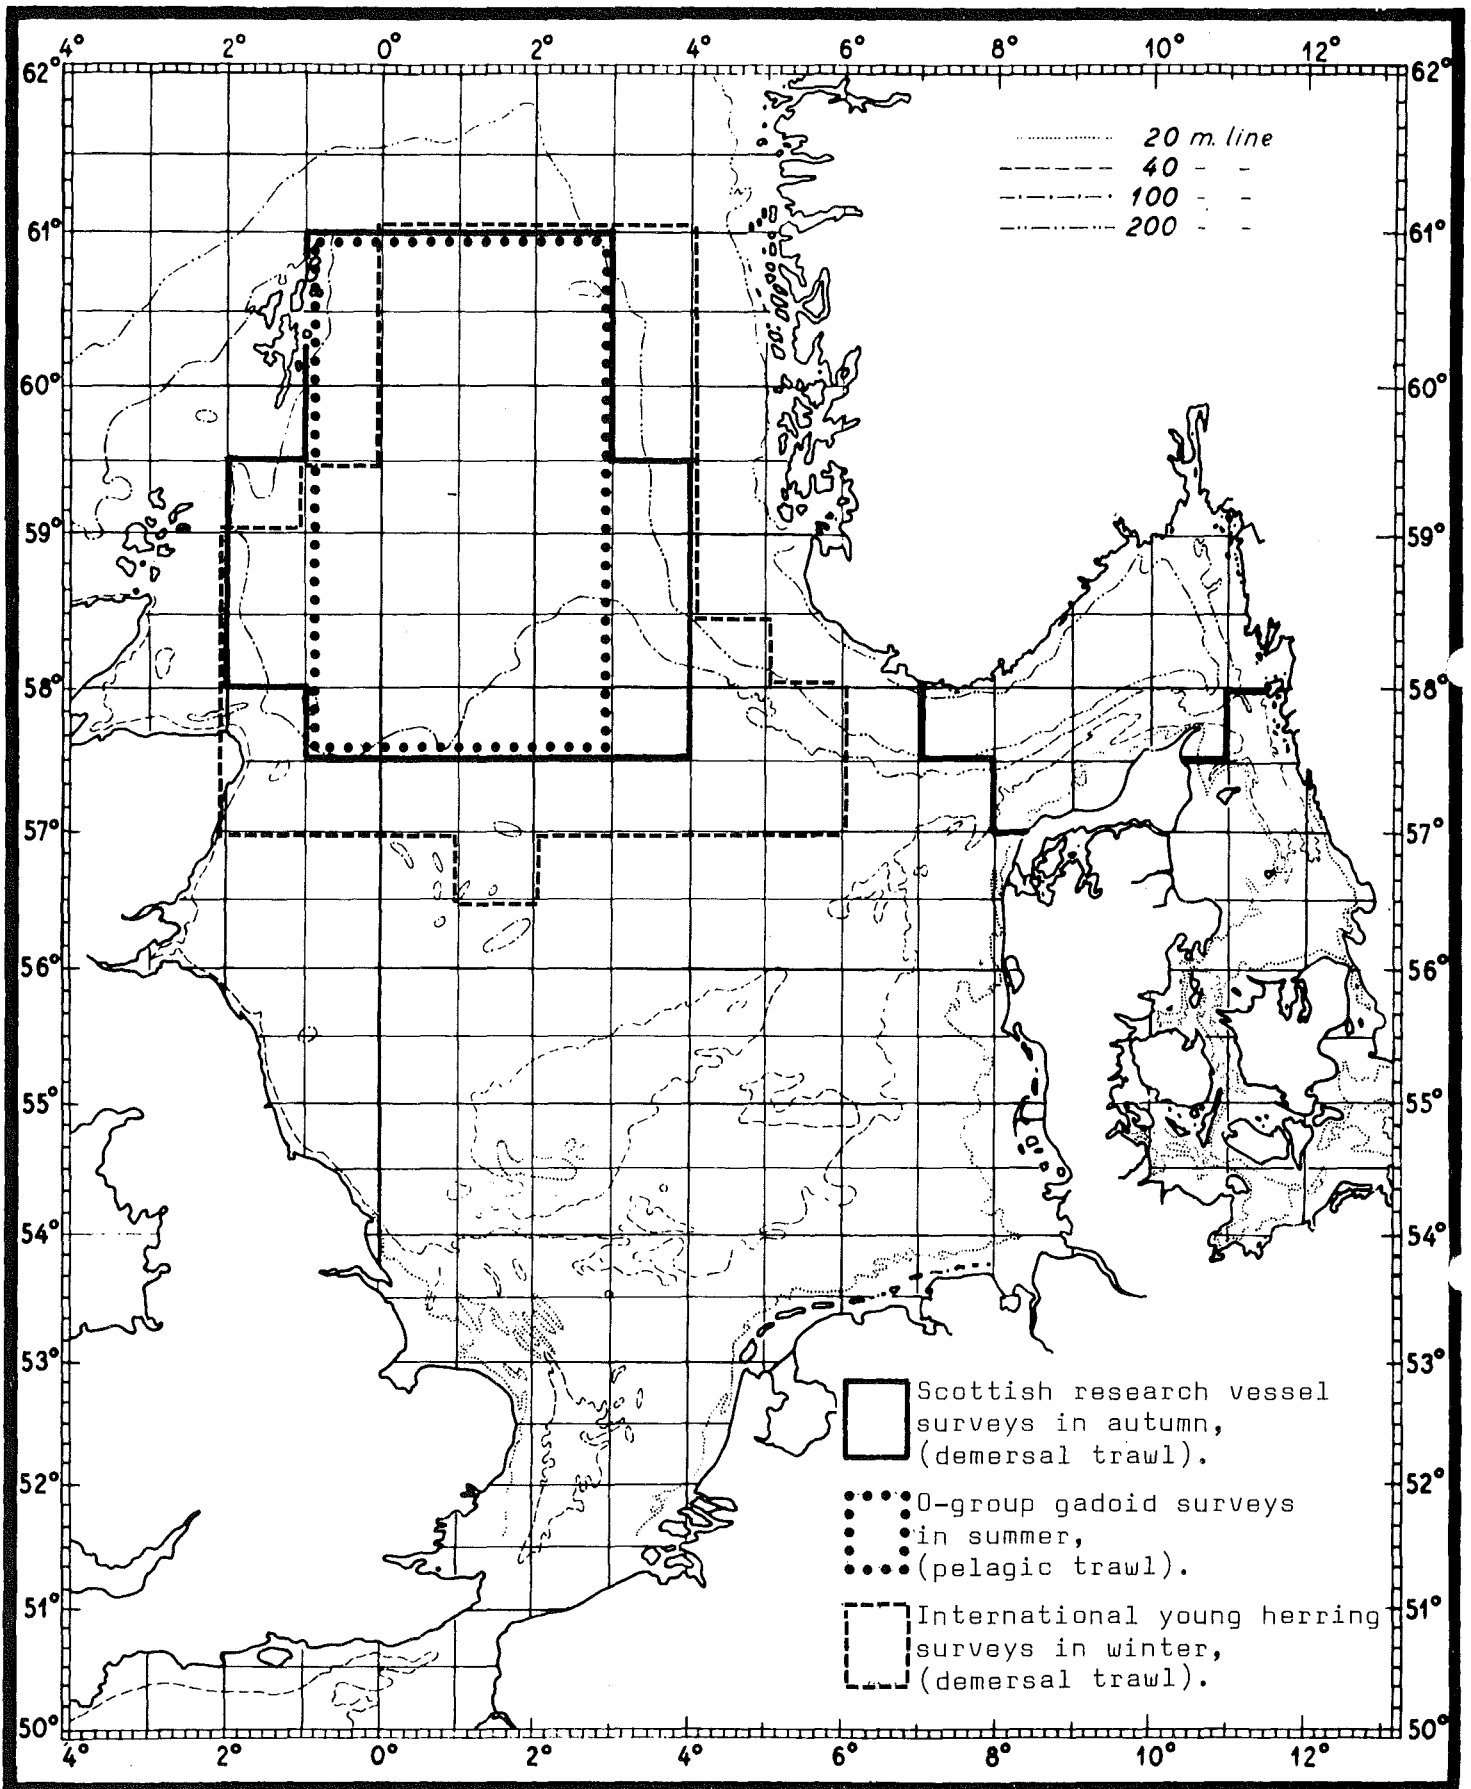 4° 2° 0° 2° 4° 6° 8° 10° 12°
62° 62°
20 m. line
40 - -
100 - -
200 - -
61° 61°
60° 60°
59° 59°
58° 58°
57° 57°
56° 56°
55° 55°
54° 54°
53° 53°
Scottish research vessel
surveys in autumn,
(demersal trawl).
52° 52°
O-group gadoid surveys
in summer,
(pelagic trawl).
51° 51°
International young herring
surveys in winter,
(demersal trawl).
50° 50°
4° 2° 0° 2° 4° 6° 8° 10° 12°